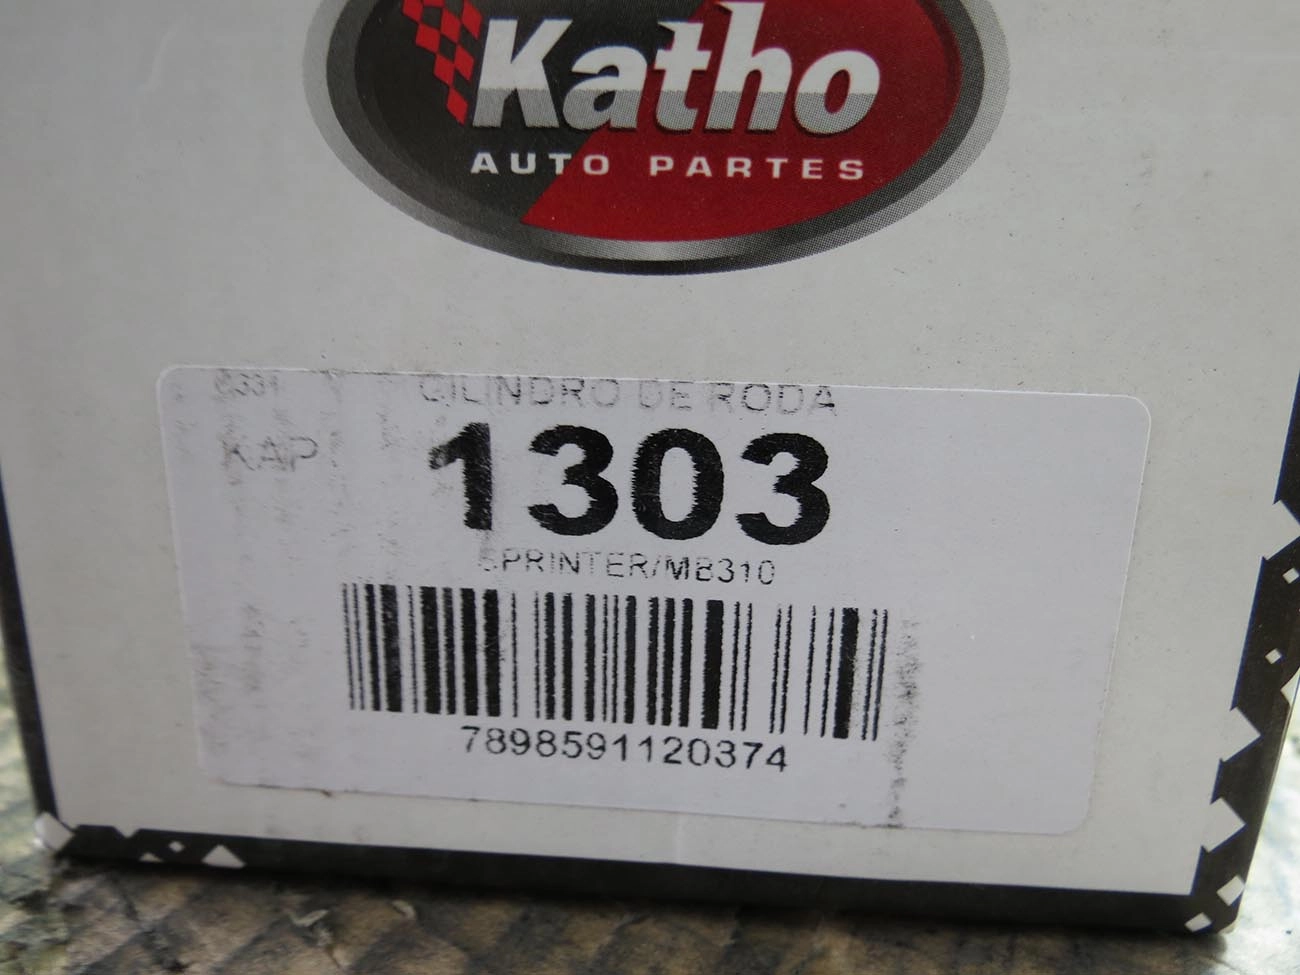 Katho
AUTO PARTES
CILINDRO DE RODA
KAP 1303
SPRINTER/MB310
7898591120374